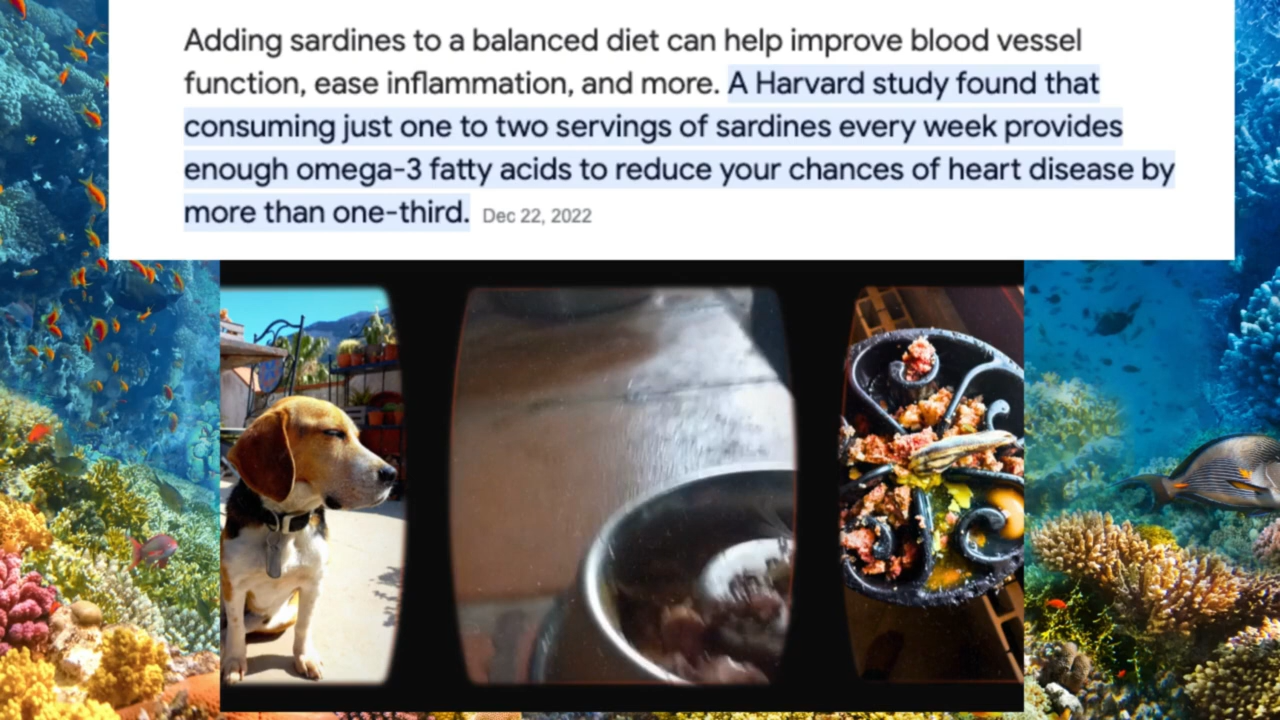 Adding sardines to a balanced diet can help improve blood vessel
function, ease inflammation, and more. A Harvard study found that
consuming just one to two servings of sardines every week provides
enough omega-3 fatty acids to reduce your chances of heart disease by
more than one-third. Dec 22, 2022